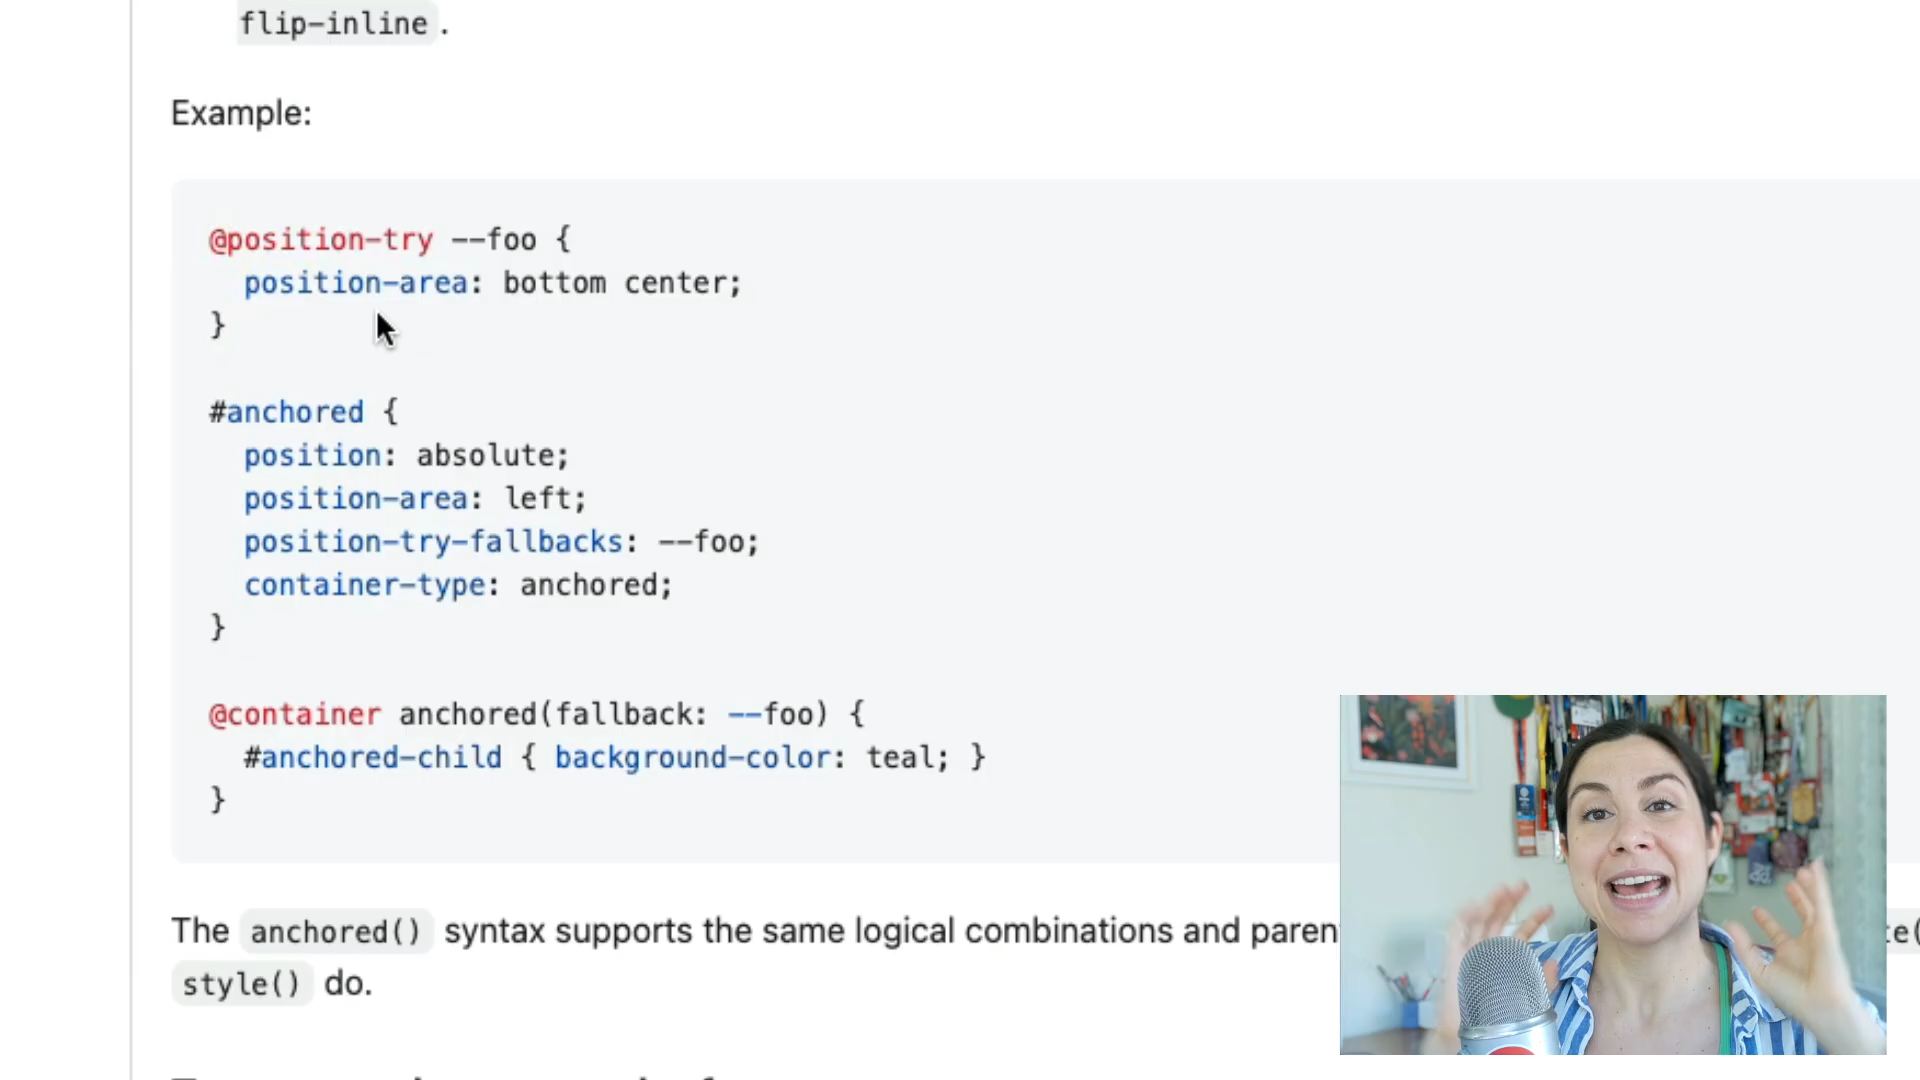 flip-inline.
Example:
@position-try --foo {
  position-area: bottom center;
}
#anchored {
  position: absolute;
  position-area: left;
  position-try-fallbacks: --foo;
  container-type: anchored;
}
@container anchored(fallback: --foo) {
  #anchored-child { background-color: teal; }
}
The anchored() syntax supports the same logical combinations and
style() do.